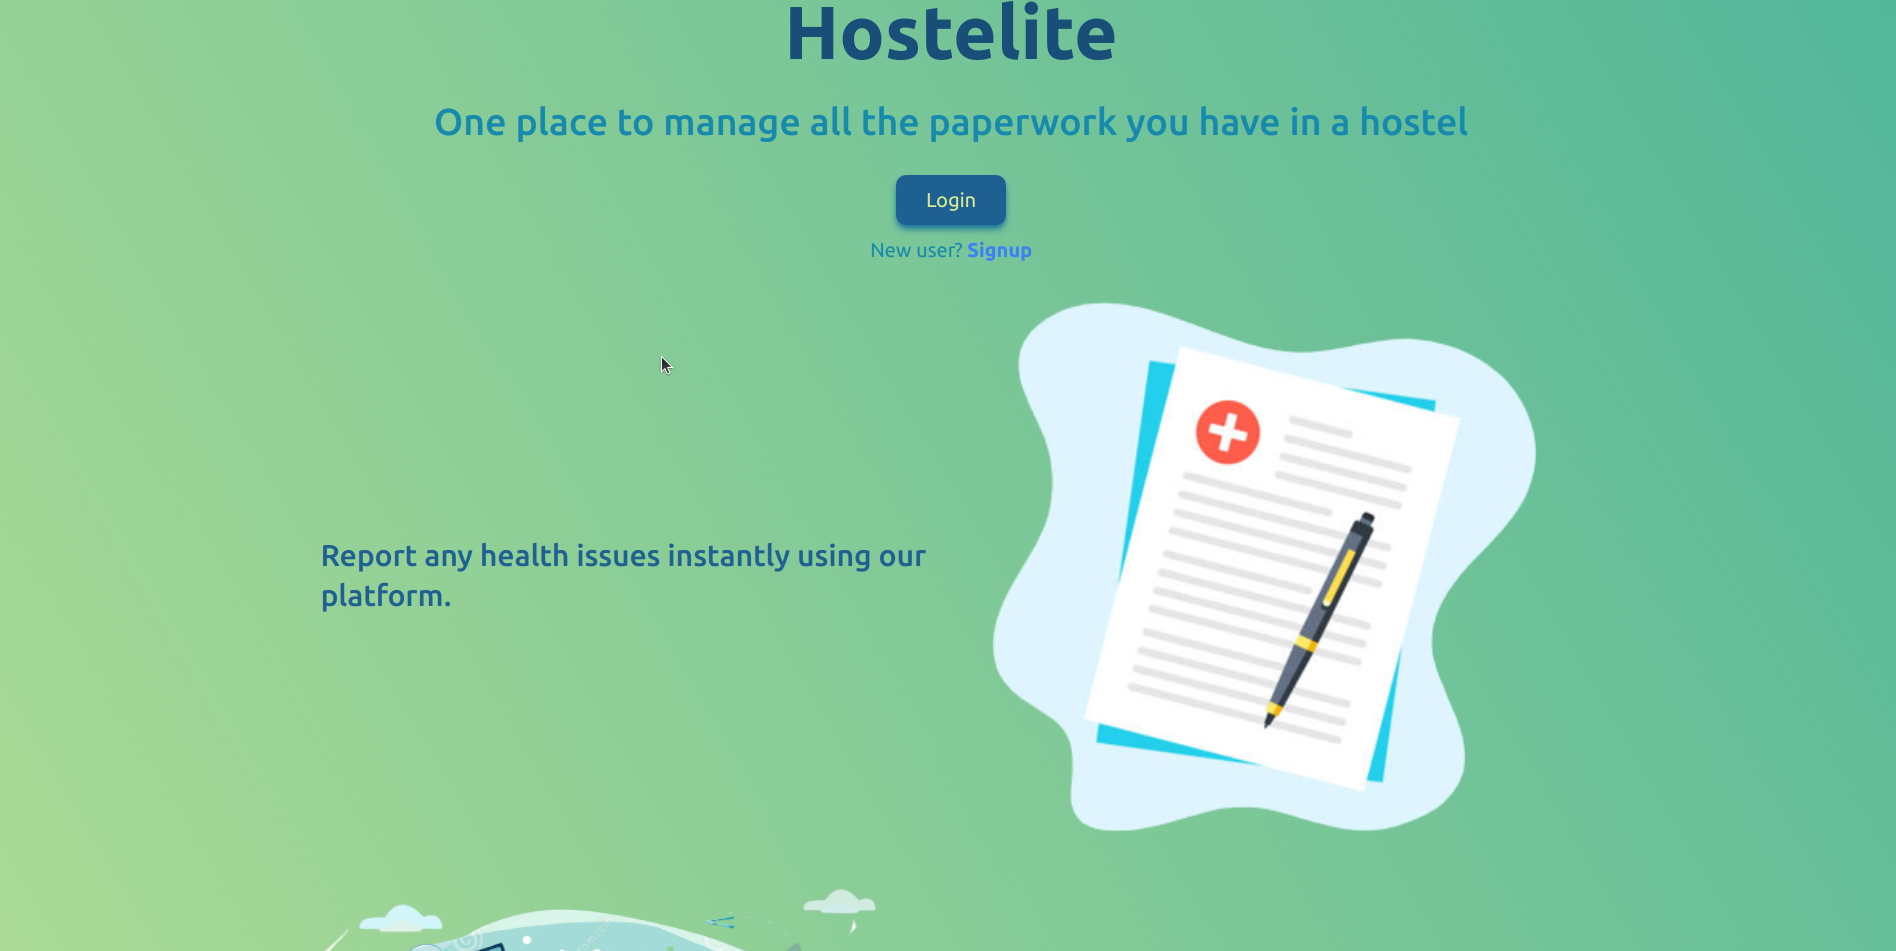 Hostelite
One place to manage all the paperwork you have in a hostel
Login
New user? Signup
Report any health issues instantly using our
platform.